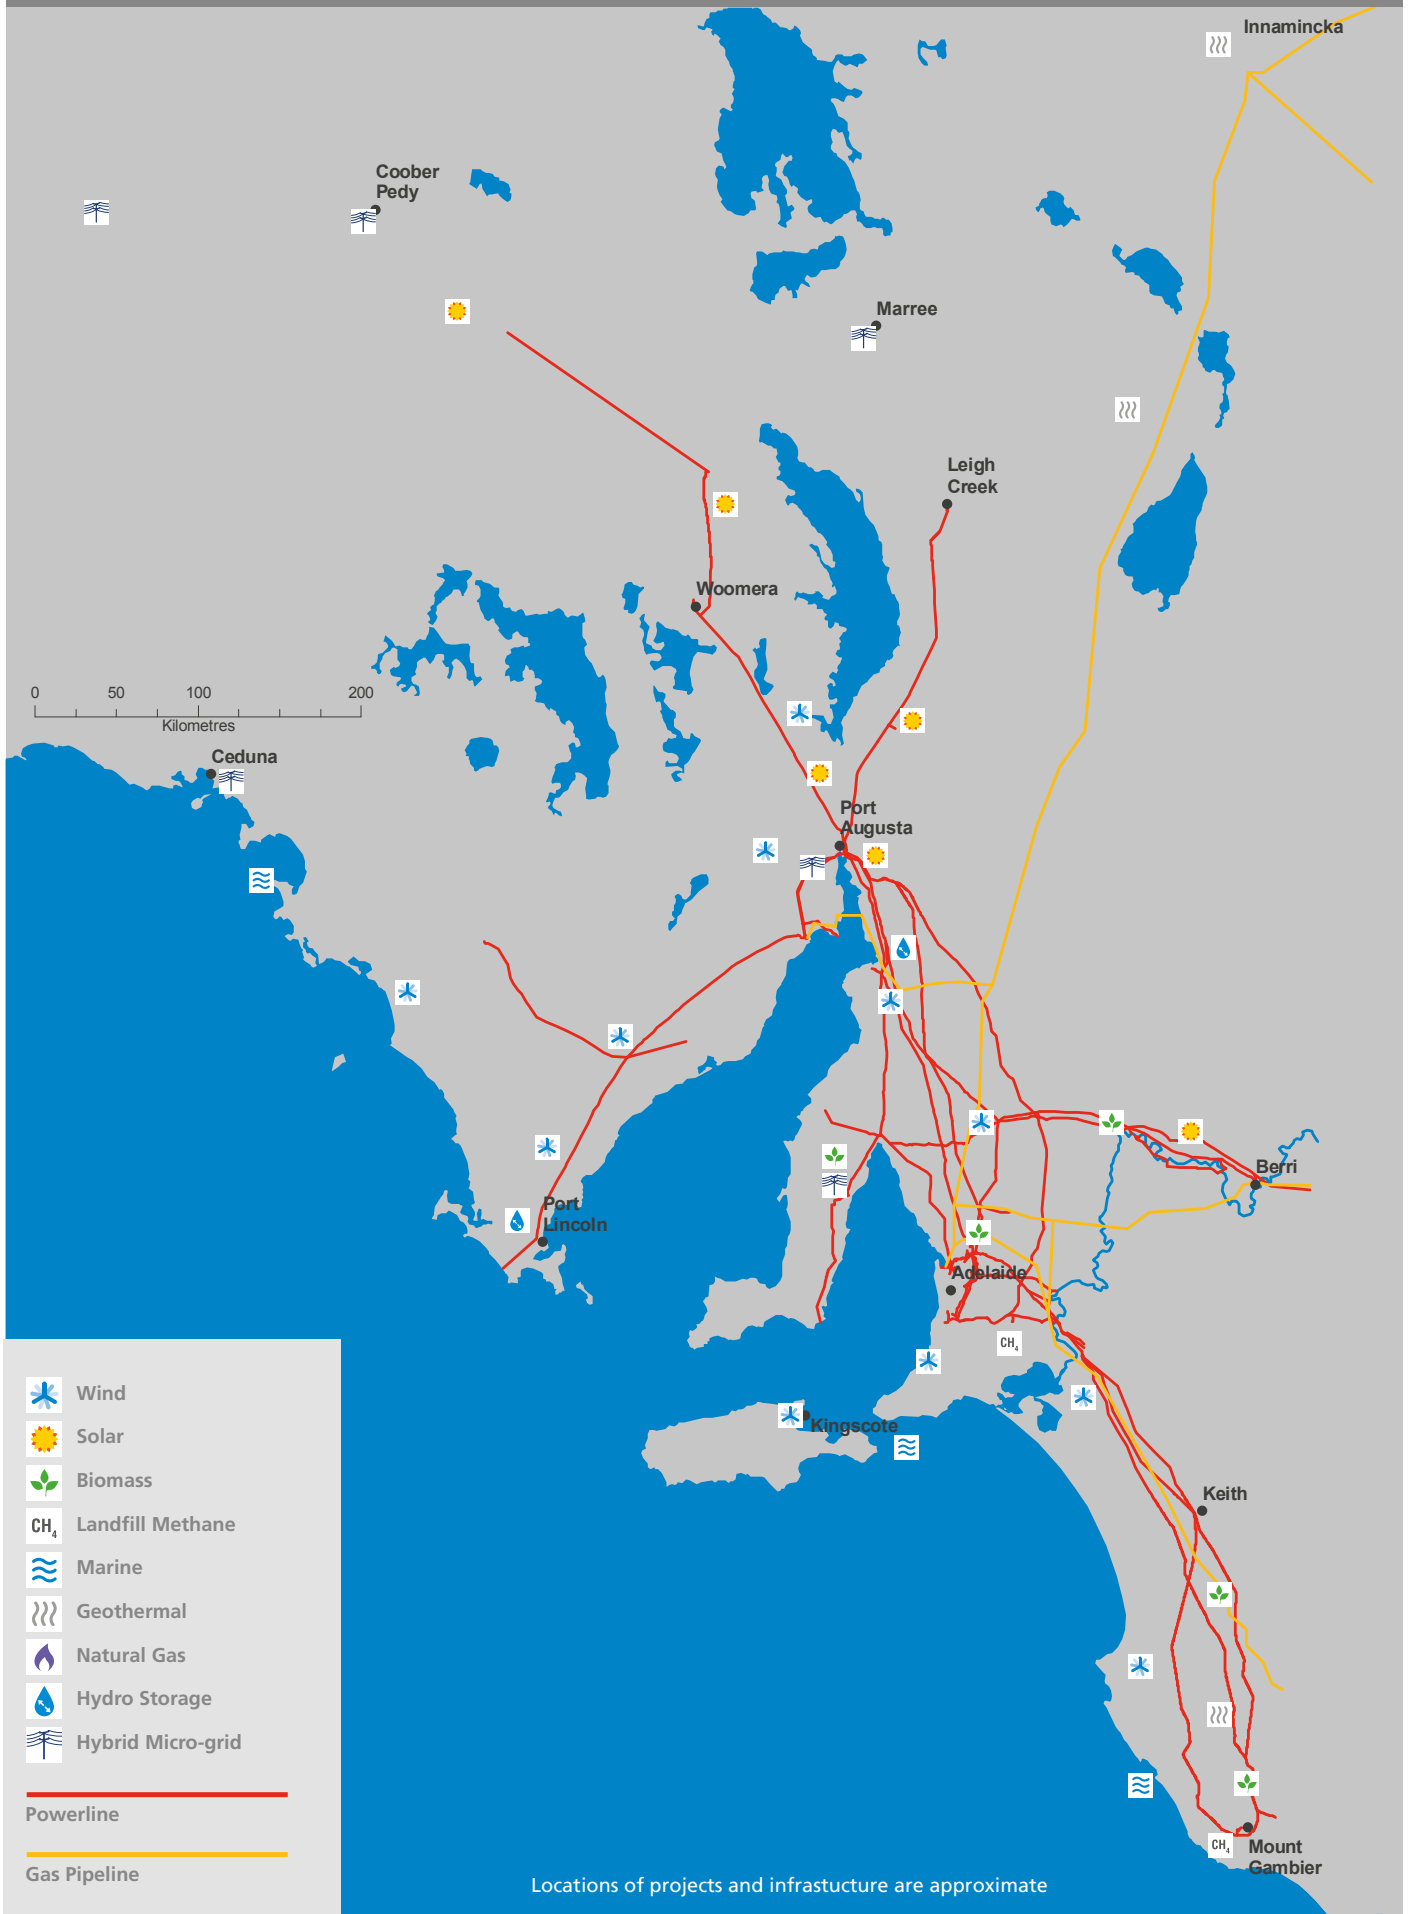 Innamincka
Coober
Pedy
Marree
Leigh
Creek
Woomera
0 50 100 200
Kilometres
Ceduna
Port
Augusta
Berri
Port
Lincoln
Adelaide
CH4
Kingscote
Keith
CH4
Mount
Gambier
Wind
Solar
Biomass
CH4 Landfill Methane
Marine
Geothermal
Natural Gas
Hydro Storage
Hybrid Micro-grid
Powerline
Gas Pipeline
Locations of projects and infrastucture are approximate